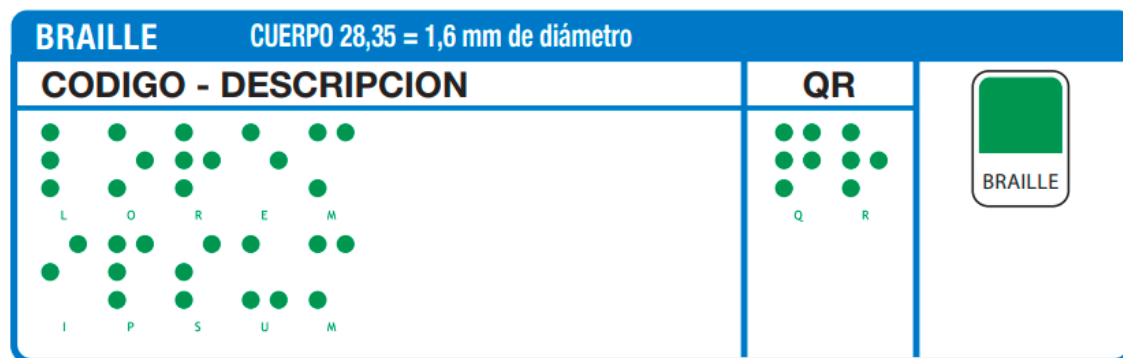 BRAILLE CUERPO 28,35 = 1,6 mm de diámetro
CODIGO - DESCRIPCION QR
⠇⠕⠗⠑⠍ ⠟⠗
L O R E M Q R
BRAILLE
⠊⠏⠎⠥⠍
I P S U M